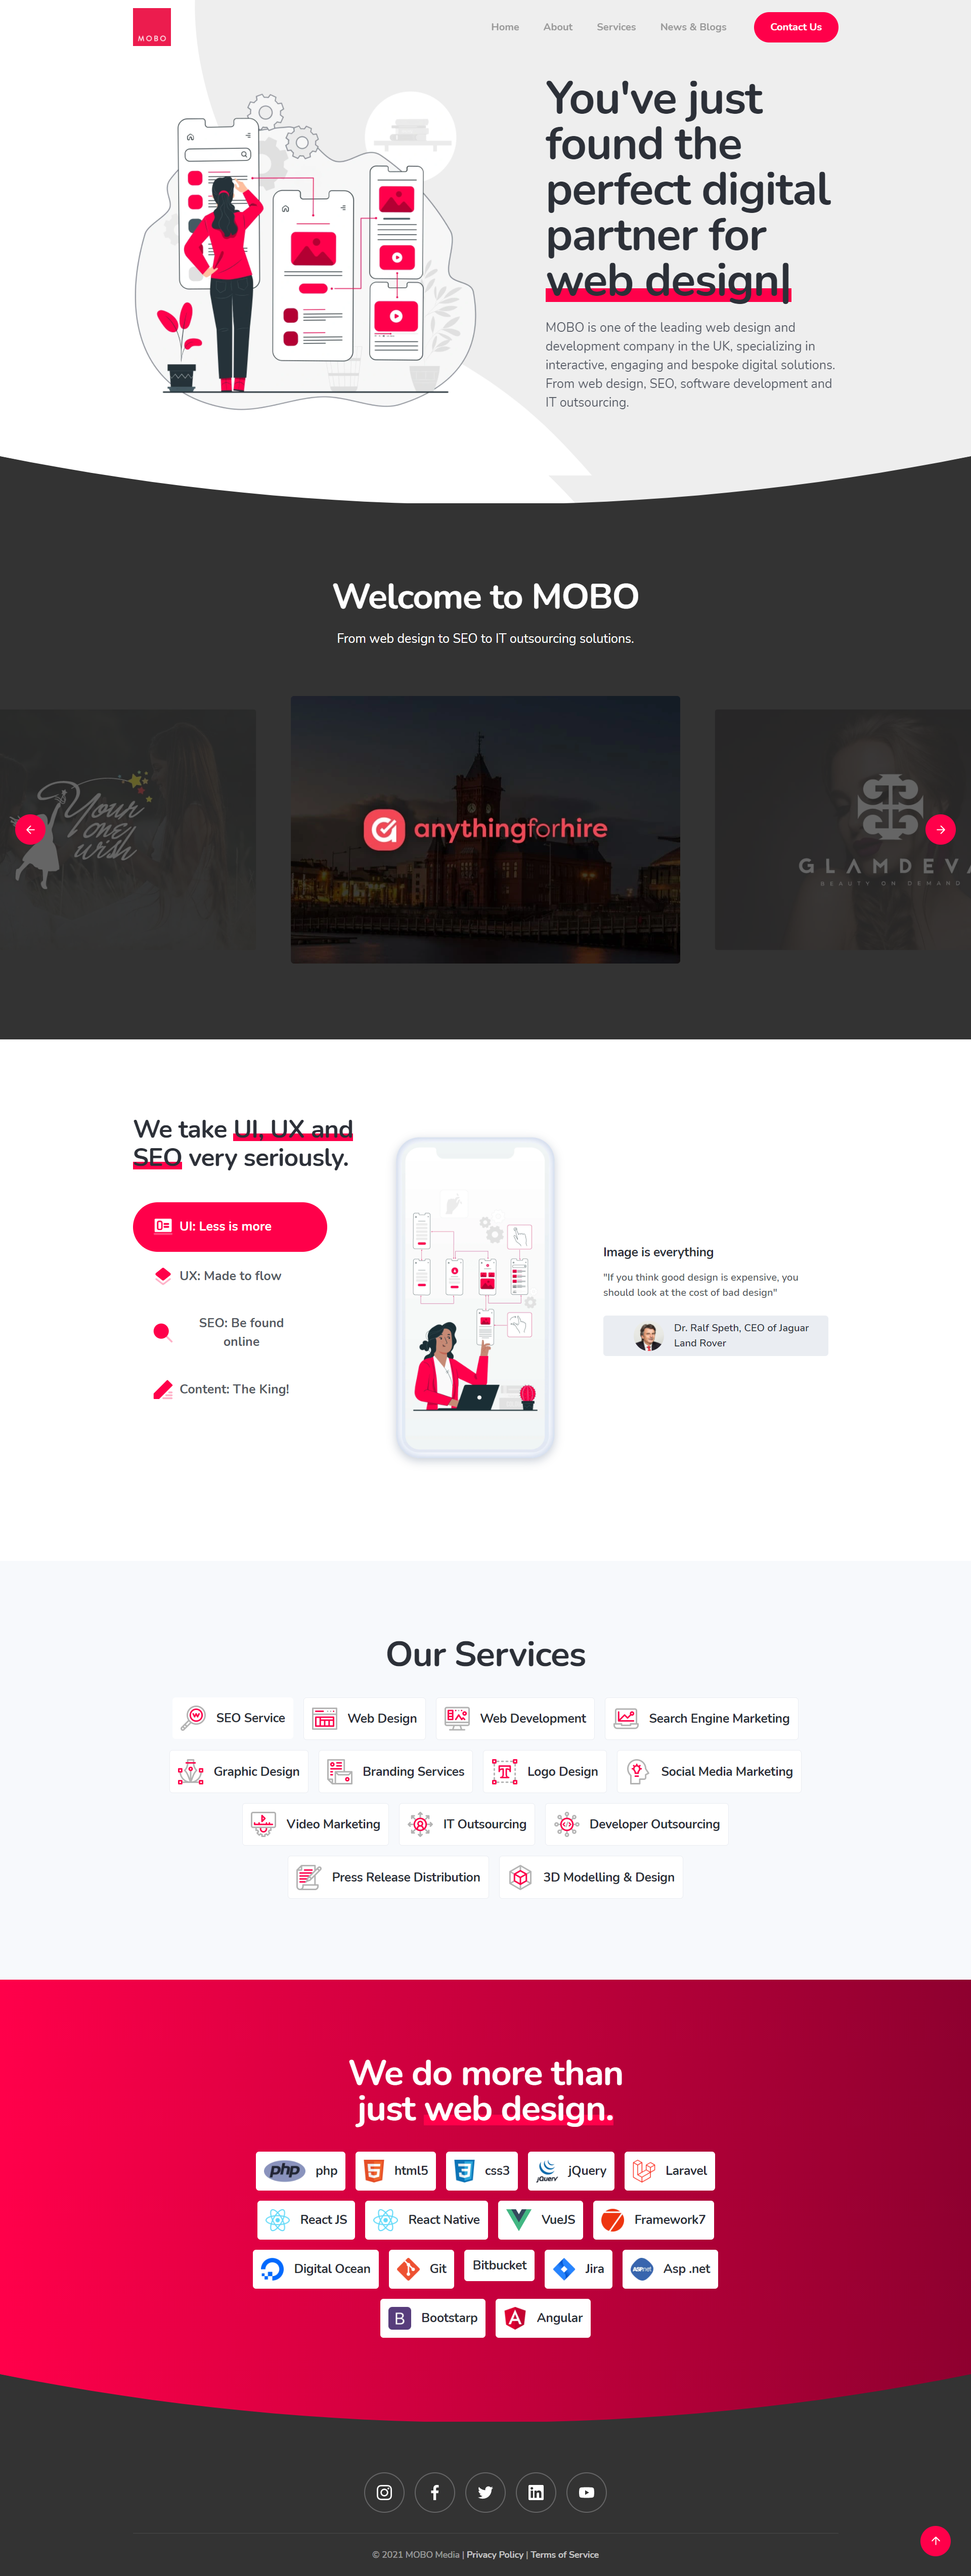 MOBO
Home
About
Services
News & Blogs
Contact Us
You've just
found the
perfect digital
partner for
web design|
MOBO is one of the leading web design and
development company in the UK, specializing in
interactive, engaging and bespoke digital solutions.
From web design, SEO, software development and
IT outsourcing.
Welcome to MOBO
From web design to SEO to IT outsourcing solutions.
Your
one
wish
anythingforhire
GLAMDEVA
BEAUTY ON DEMAND
We take UI, UX and
SEO very seriously.
UI: Less is more
UX: Made to flow
SEO: Be found
online
Content: The King!
Image is everything
"If you think good design is expensive, you
should look at the cost of bad design"
Dr. Ralf Speth, CEO of Jaguar
Land Rover
Our Services
SEO Service
Web Design
Web Development
Search Engine Marketing
Graphic Design
Branding Services
Logo Design
Social Media Marketing
Video Marketing
IT Outsourcing
Developer Outsourcing
Press Release Distribution
3D Modelling & Design
We do more than
just web design.
php php
html5
css3
jQuery jQuery
Laravel
React JS
React Native
VueJS
Framework7
Digital Ocean
Git
Bitbucket
Jira
ASP.net Asp .net
B Bootstarp
Angular
© 2021 MOBO Media | Privacy Policy | Terms of Service